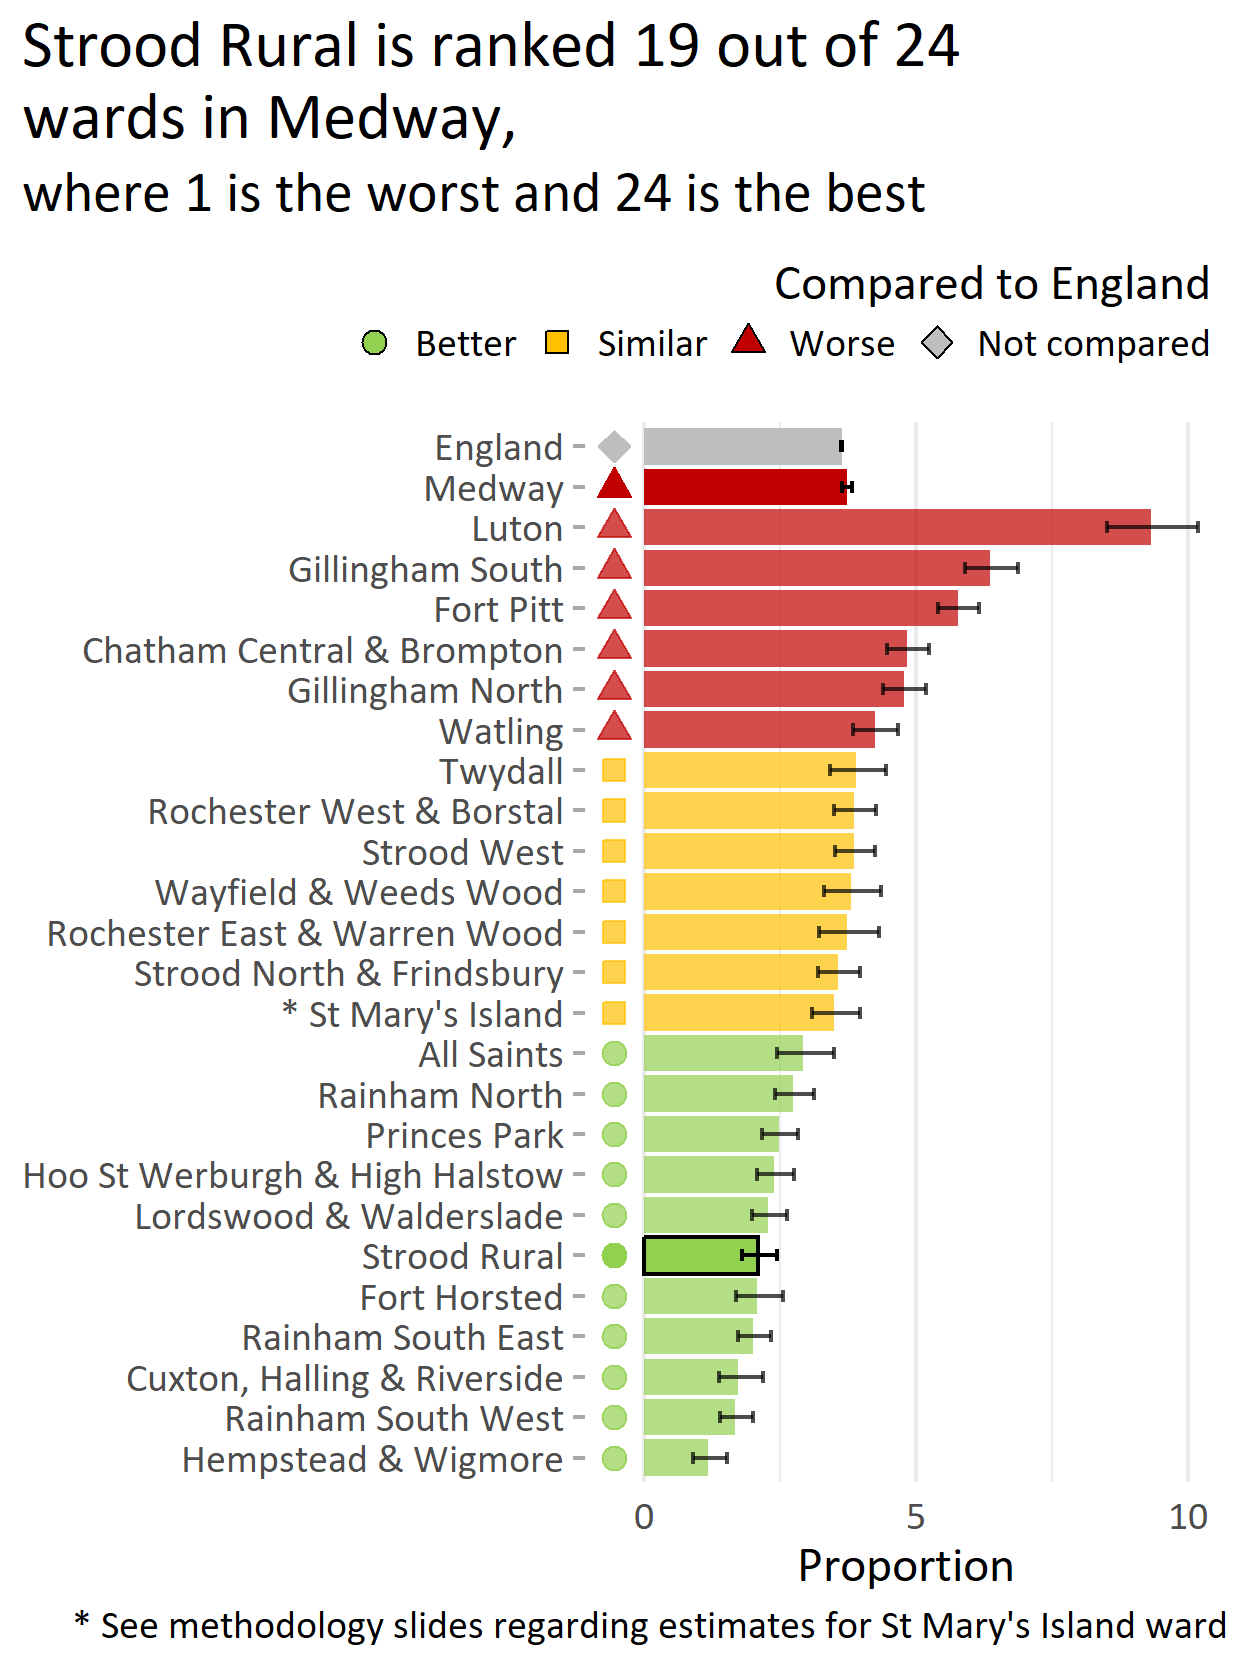 Strood Rural is ranked 19 out of 24
wards in Medway,
where 1 is the worst and 24 is the best
Compared to England
Better Similar Worse Not compared
England
Medway
Luton
Gillingham South
Fort Pitt
Chatham Central & Brompton
Gillingham North
Watling
Twydall
Rochester West & Borstal
Strood West
Wayfield & Weeds Wood
Rochester East & Warren Wood
Strood North & Frindsbury
* St Mary's Island
All Saints
Rainham North
Princes Park
Hoo St Werburgh & High Halstow
Lordswood & Walderslade
Strood Rural
Fort Horsted
Rainham South East
Cuxton, Halling & Riverside
Rainham South West
Hempstead & Wigmore
0 5 10
Proportion
* See methodology slides regarding estimates for St Mary's Island ward